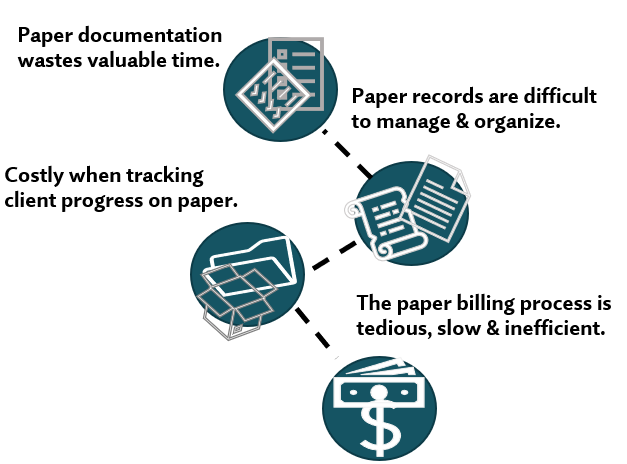 Paper documentation
wastes valuable time.
Paper records are difficult
to manage & organize.
Costly when tracking
client progress on paper.
The paper billing process is
tedious, slow & inefficient.
$